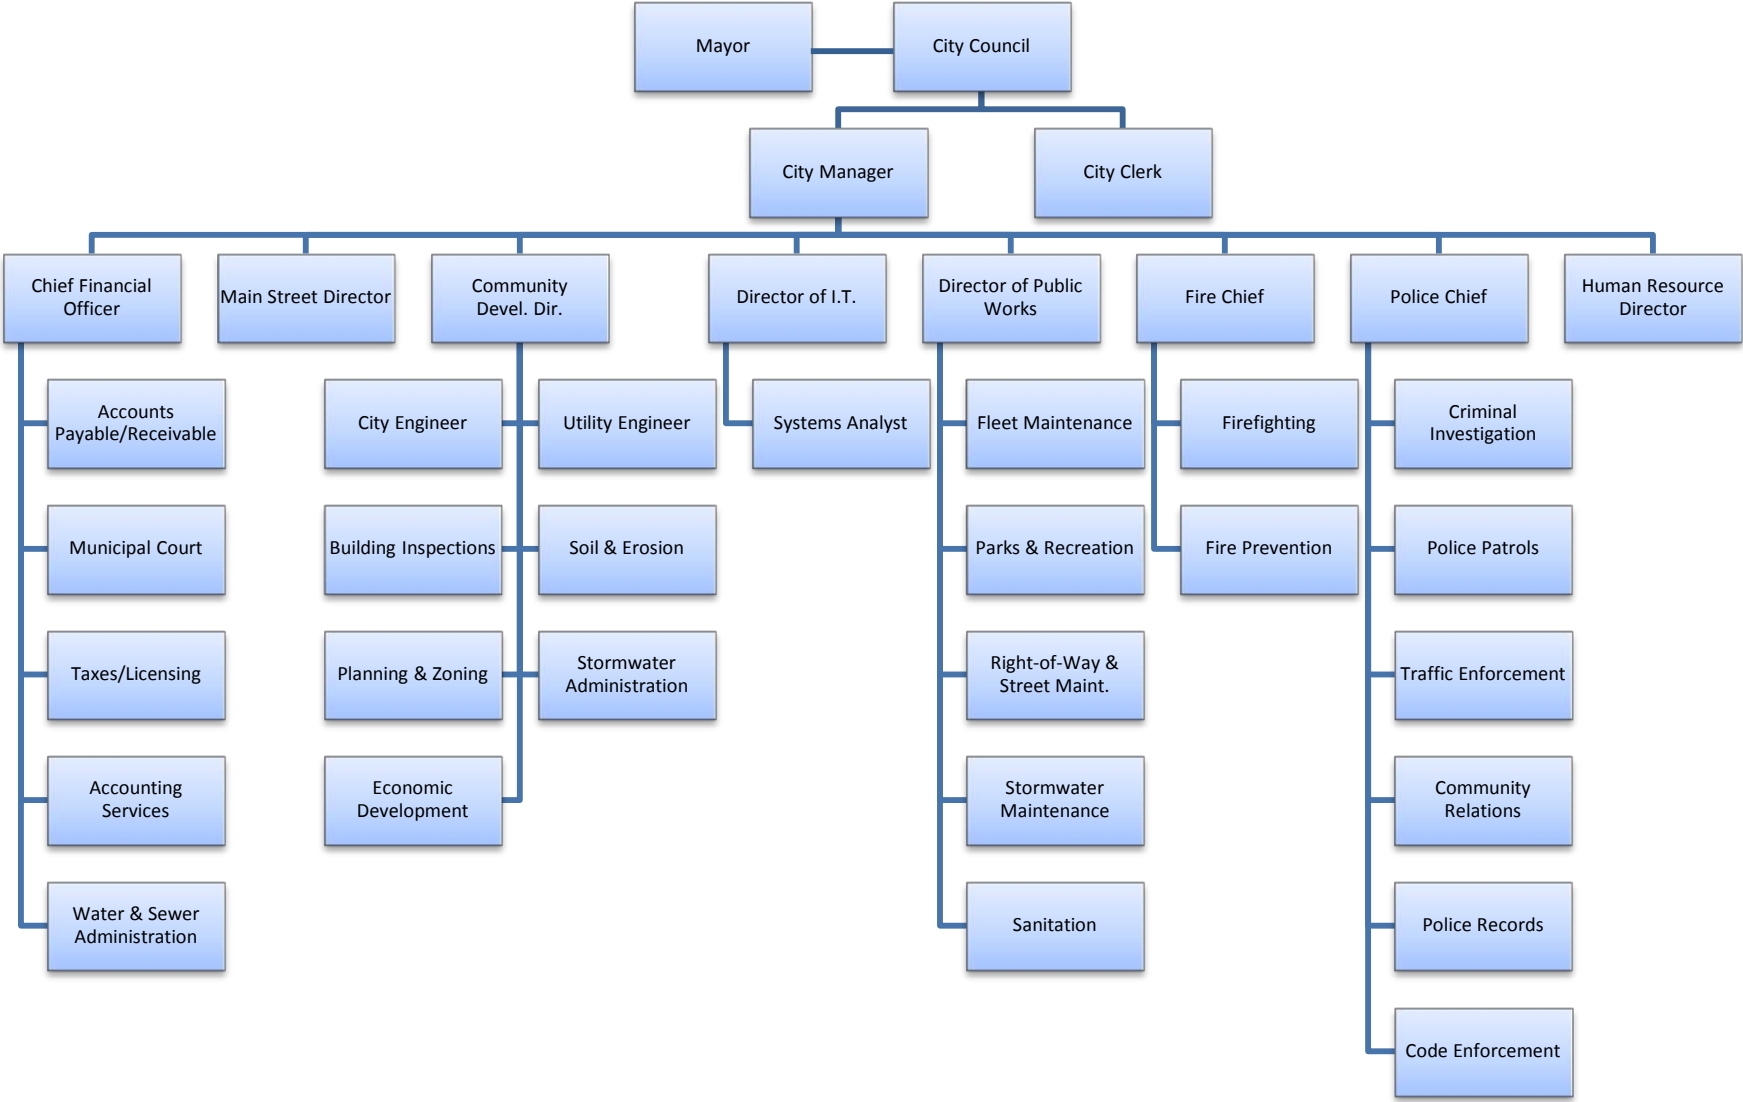 Mayor
City Council
City Manager
City Clerk
Chief Financial
Officer
Main Street Director
Community
Devel. Dir.
Director of I.T.
Director of Public
Works
Fire Chief
Police Chief
Human Resource
Director
Accounts
Payable/Receivable
City Engineer
Utility Engineer
Systems Analyst
Fleet Maintenance
Firefighting
Criminal
Investigation
Municipal Court
Building Inspections
Soil & Erosion
Parks & Recreation
Fire Prevention
Police Patrols
Taxes/Licensing
Planning & Zoning
Stormwater
Administration
Right-of-Way &
Street Maint.
Traffic Enforcement
Accounting
Services
Economic
Development
Stormwater
Maintenance
Community
Relations
Water & Sewer
Administration
Sanitation
Police Records
Code Enforcement